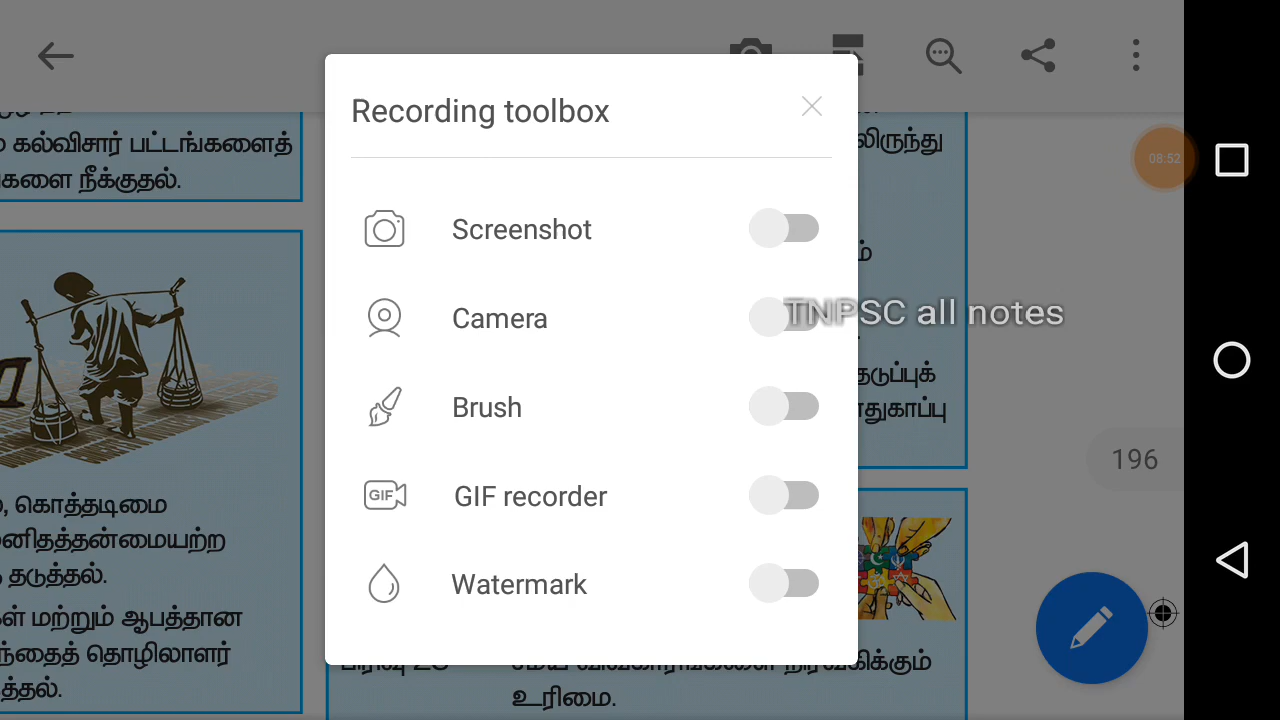 கல்விசார் பட்டங்களைத்
களை நீக்குதல்.
லிருந்து
Recording toolbox
08:52
Screenshot
Camera
TNPSC all notes
Brush
196
GIF
GIF recorder
Watermark
கொத்தடிமை
னிதத்தன்மையற்ற
தடுத்தல்.
மற்றும் ஆபத்தான
தைத் தொழிலாளர்
த்தல்.
உரிமை.